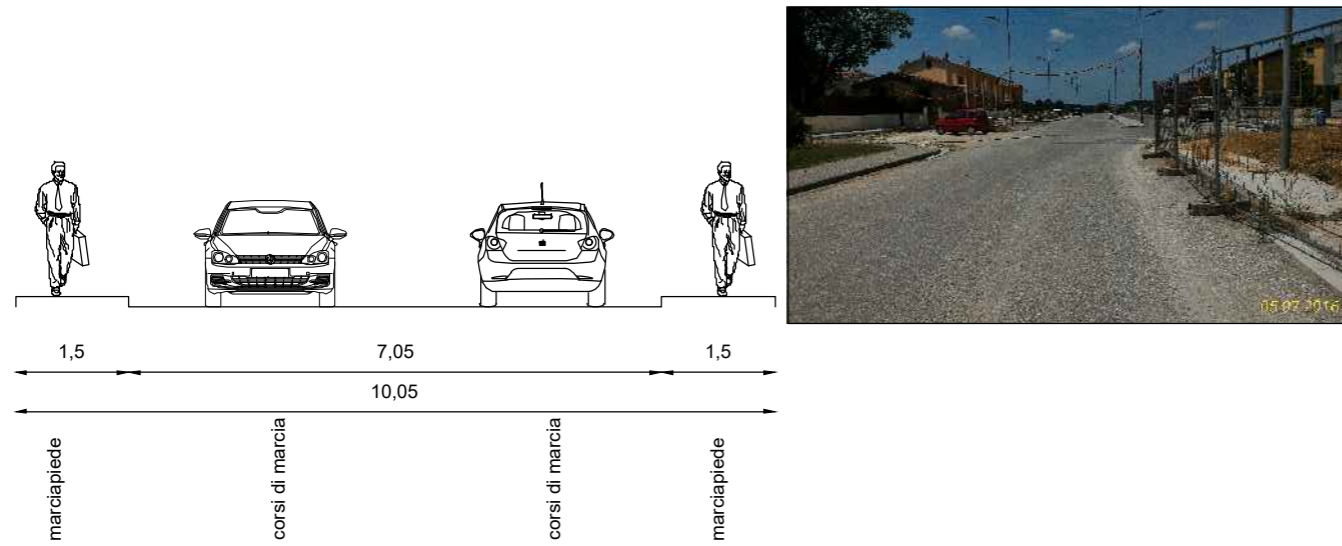 05 07 2016
1,5
7,05
1,5
10,05
marciapiede
corsi di marcia
corsi di marcia
marciapiede